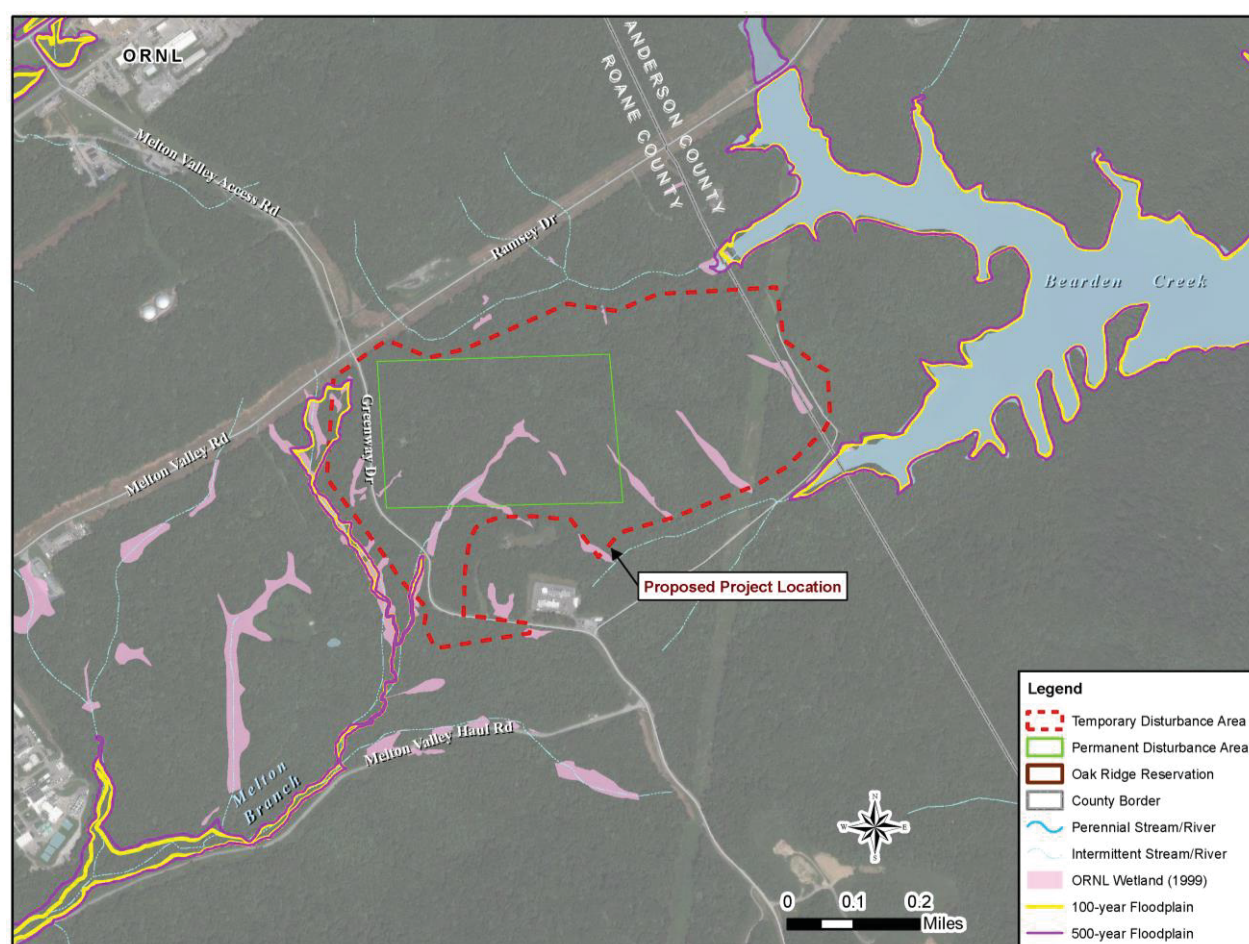 ORNL
ANDERSON COUNTY
ROANE COUNTY
Melton Valley Access Rd
Ramsey Dr
Bearden Creek
Greenway Dr
Melton Valley Rd
Proposed Project Location
Melton Valley Haul Rd
Melton
Branch
N
W E
S
0 0.1 0.2
Miles
Legend
Temporary Disturbance Area
Permanent Disturbance Area
Oak Ridge Reservation
County Border
Perennial Stream/River
Intermittent Stream/River
ORNL Wetland (1999)
100-year Floodplain
500-year Floodplain